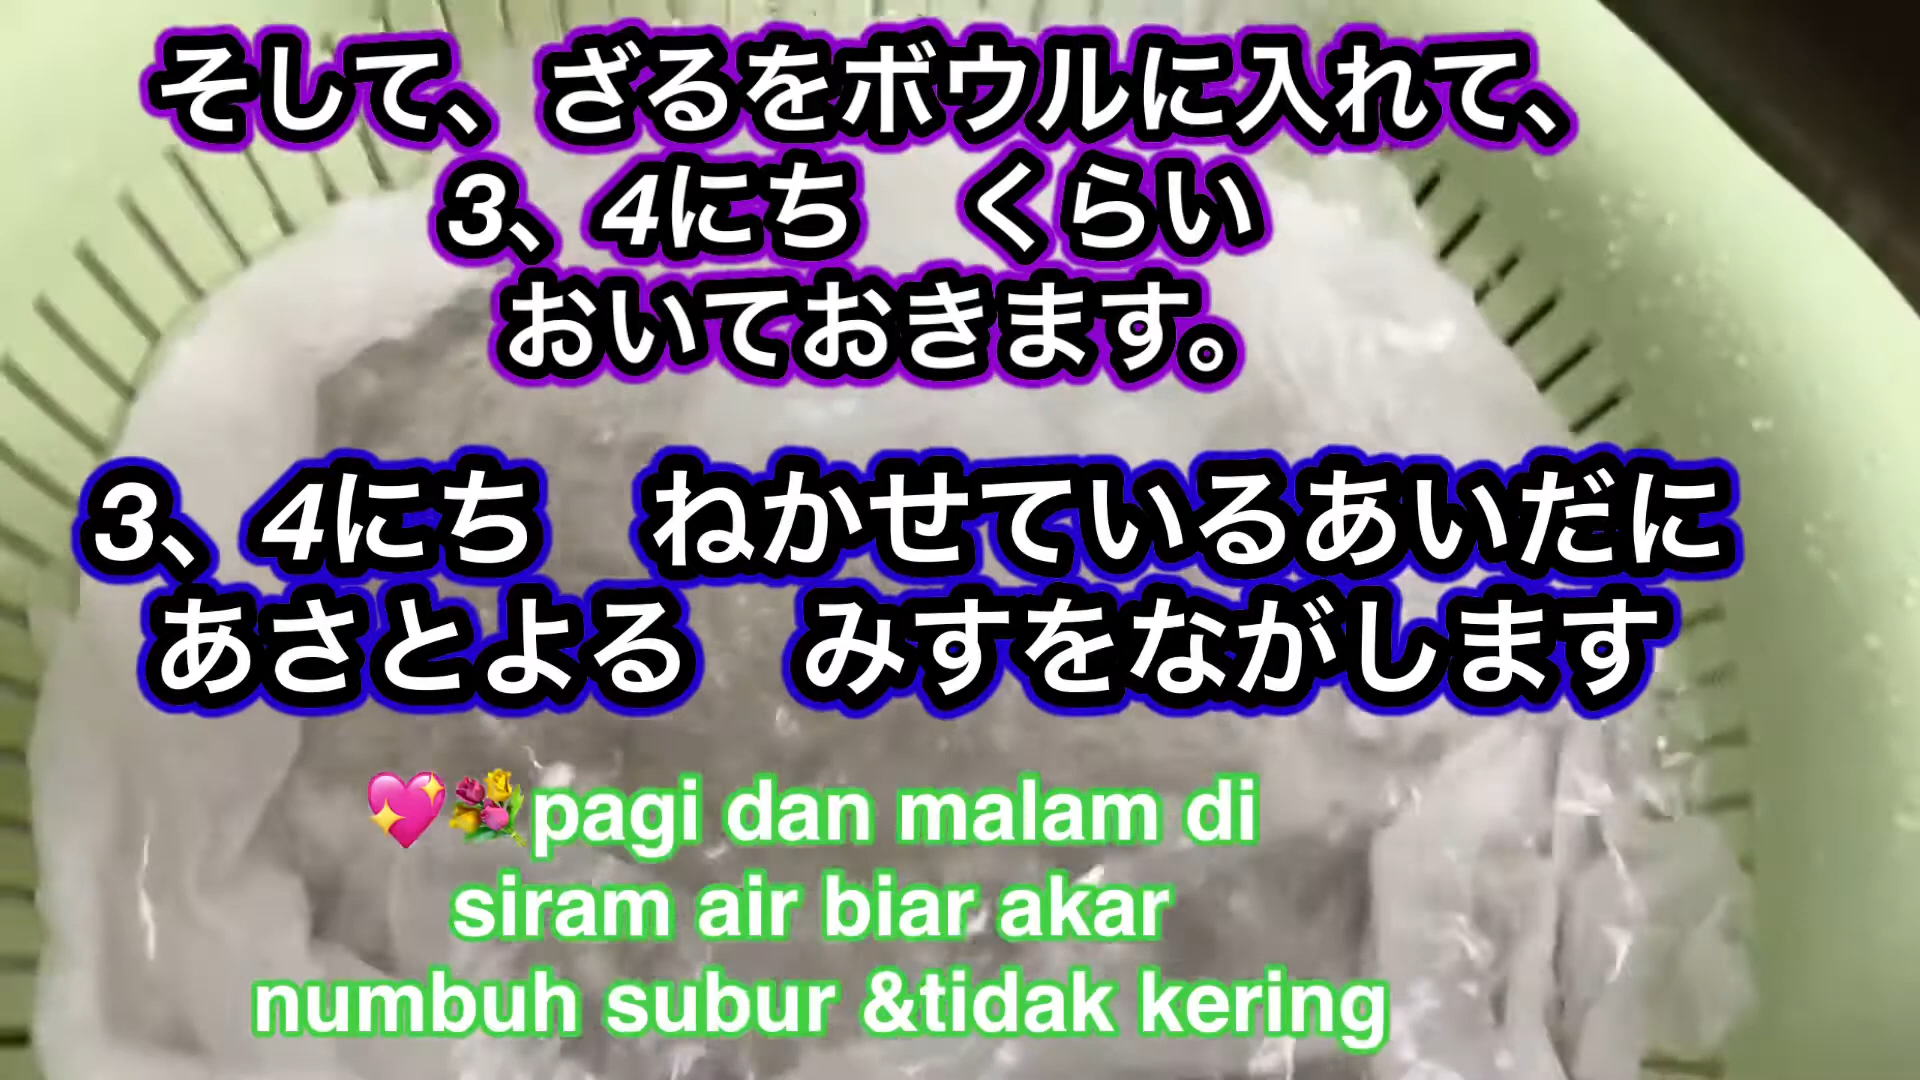 そして、ざるをボウルに入れて、
3、4にち　くらい
おいておきます。
3、4にち　ねかせているあいだに
あさとよる　みすをながします
💖💐pagi dan malam di
siram air biar akar
numbuh subur &tidak kering